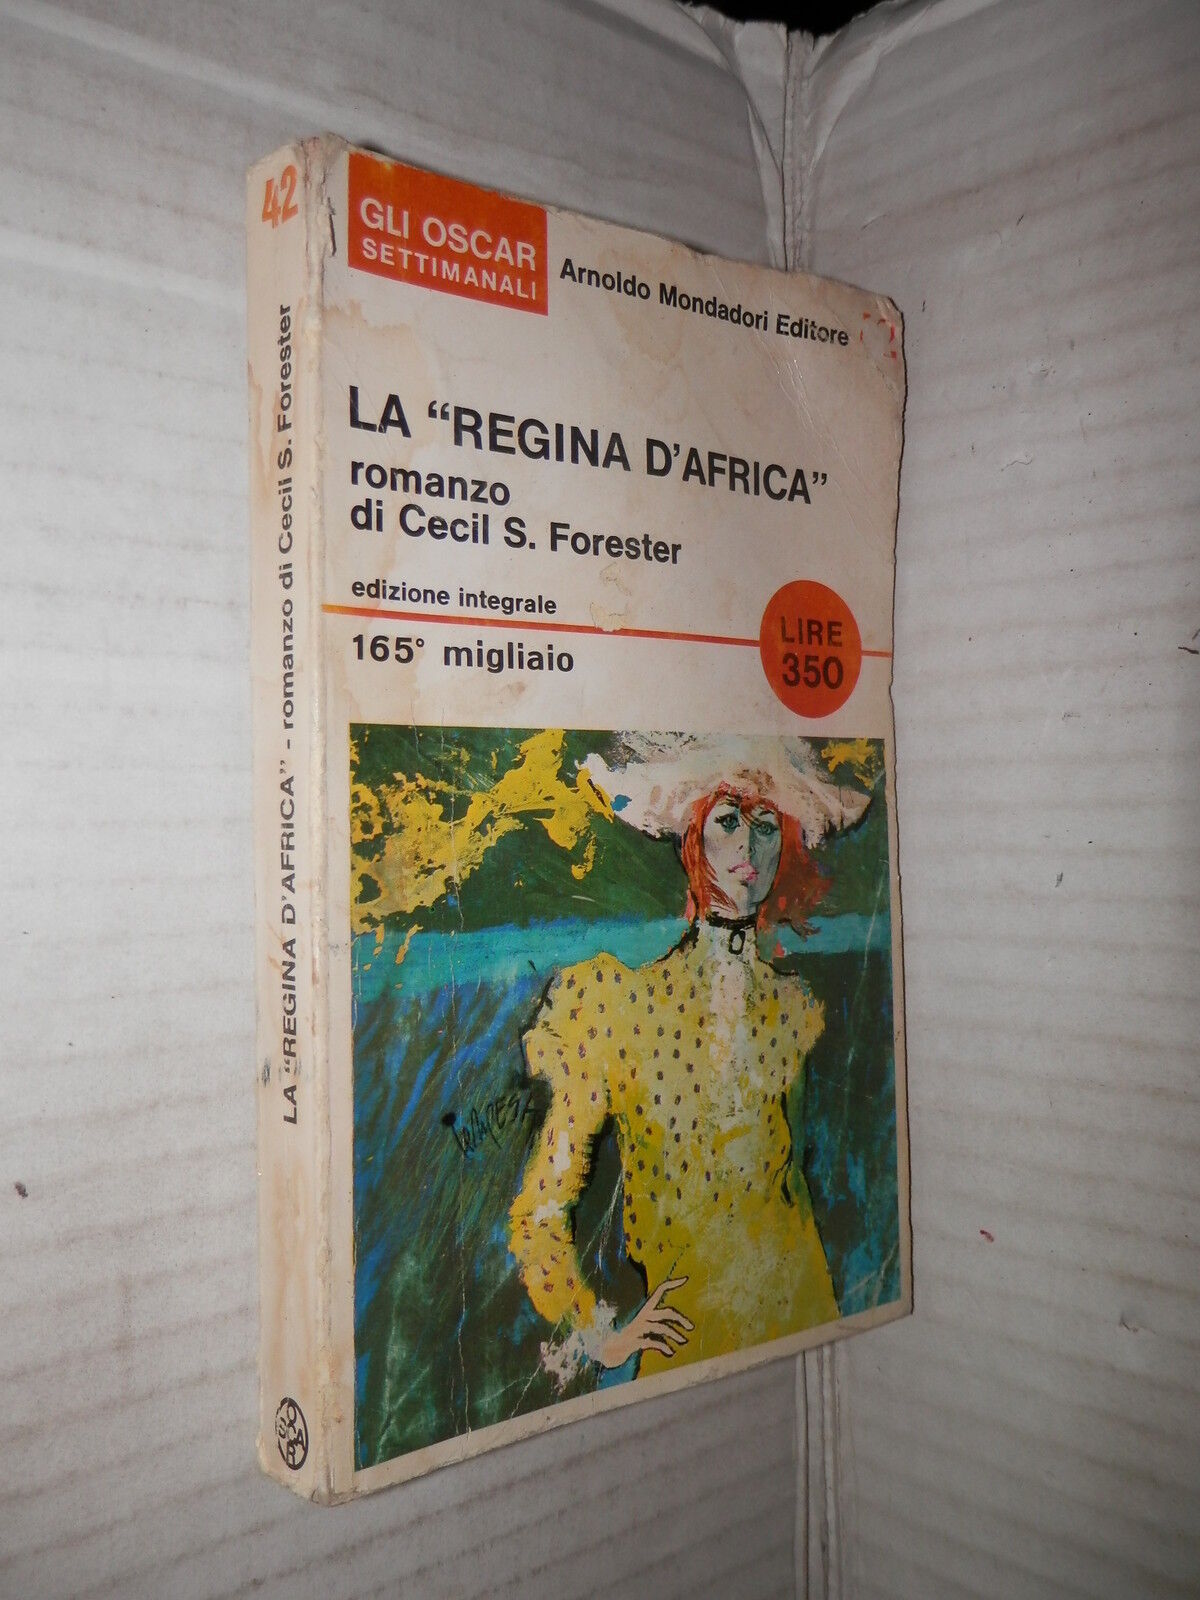 42
LA “REGINA D'AFRICA” - romanzo di Cecil S. Forester
OSCAR
GLI OSCAR
SETTIMANALI
Arnoldo Mondadori Editore
LA “REGINA D'AFRICA”
romanzo
di Cecil S. Forester
edizione integrale
165° migliaio
LIRE
350